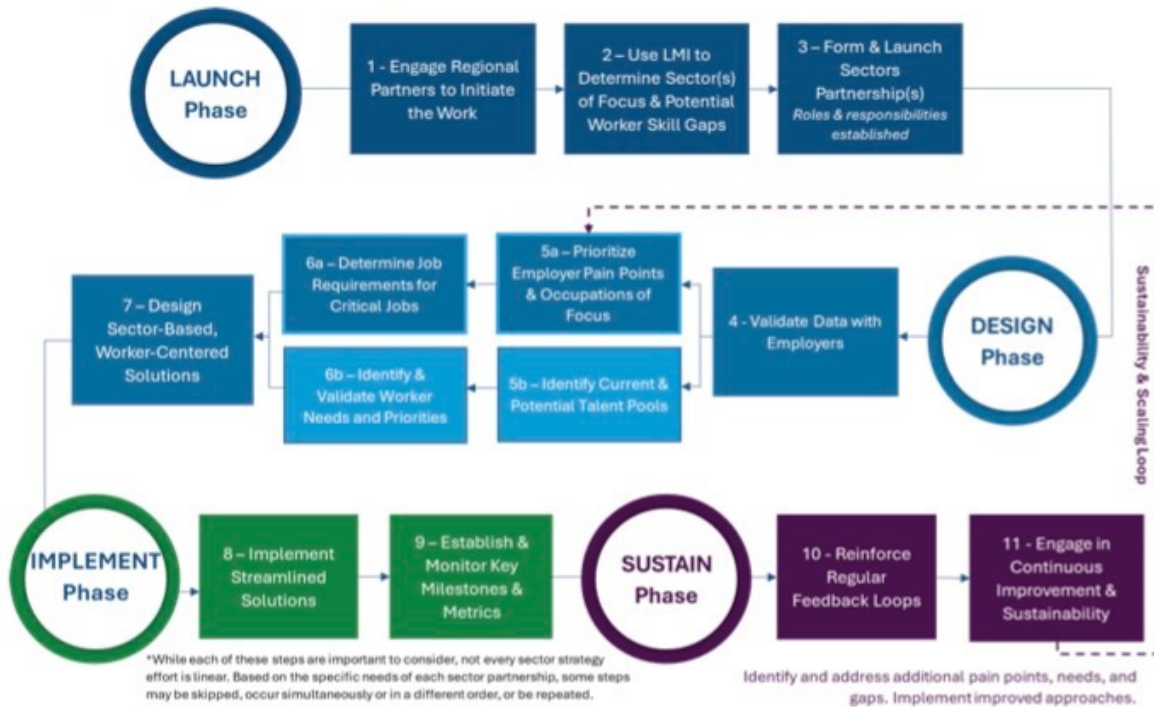 LAUNCH
Phase
1 - Engage Regional
Partners to Initiate
the Work
2 – Use LMI to
Determine Sector(s)
of Focus & Potential
Worker Skill Gaps
3 – Form & Launch
Sectors
Partnership(s)
Roles & responsibilities
established
DESIGN
Phase
4 - Validate Data with
Employers
5a – Prioritize
Employer Pain Points
& Occupations of
Focus
5b – Identify Current &
Potential Talent Pools
6a – Determine Job
Requirements for
Critical Jobs
6b – Identify &
Validate Worker
Needs and Priorities
7 – Design
Sector-Based,
Worker-Centered
Solutions
Sustainability & Scaling Loop
IMPLEMENT
Phase
8 – Implement
Streamlined
Solutions
9 – Establish &
Monitor Key
Milestones &
Metrics
SUSTAIN
Phase
10 - Reinforce
Regular
Feedback Loops
11 - Engage in
Continuous
Improvement &
Sustainability
*While each of these steps are important to consider, not every sector strategy
effort is linear. Based on the specific needs of each sector partnership, some steps
may be skipped, occur simultaneously or in a different order, or be repeated.
Identify and address additional pain points, needs, and
gaps. Implement improved approaches.